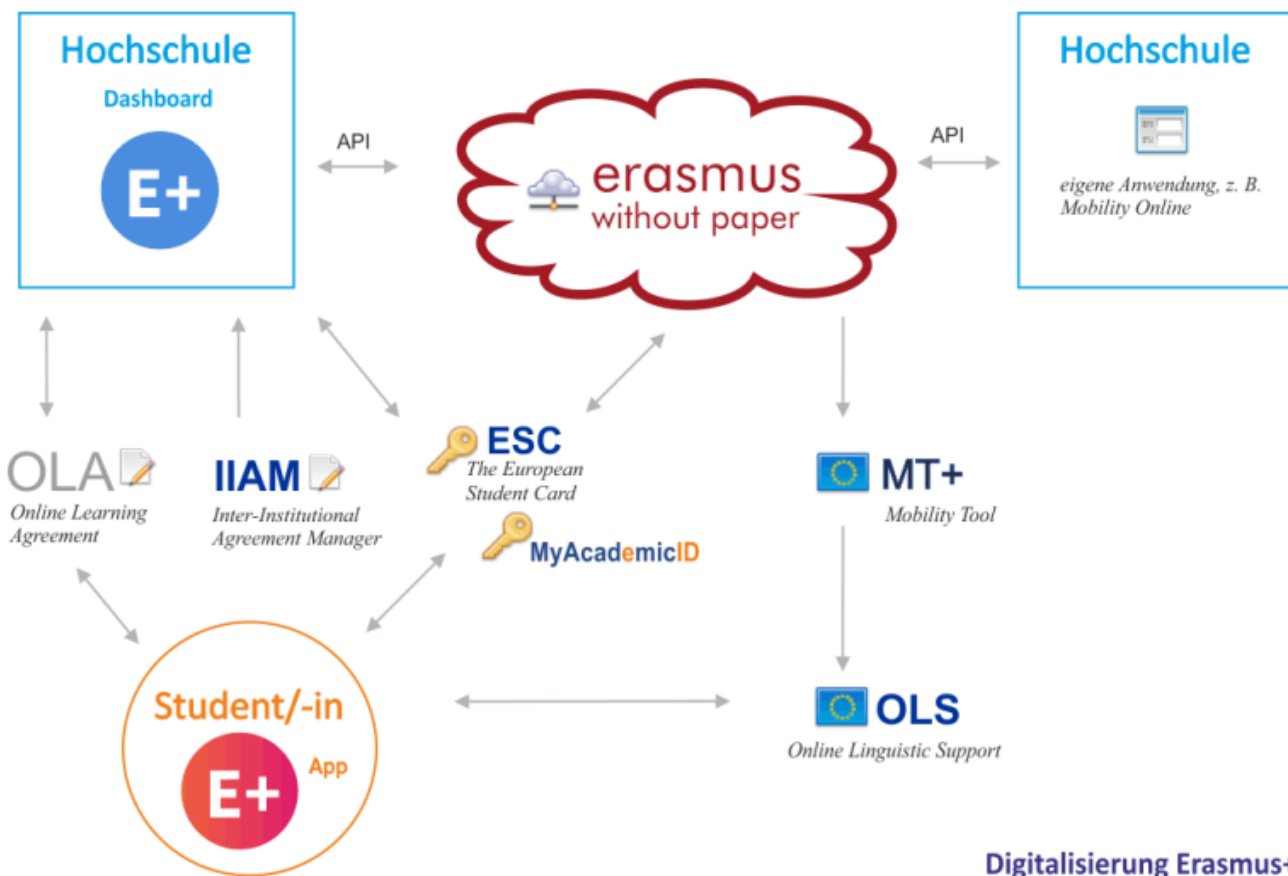 Hochschule
Dashboard
E+
API
erasmus
without paper
API
Hochschule
eigene Anwendung, z. B.
Mobility Online
OLA
Online Learning
Agreement
IIAM
Inter-Institutional
Agreement Manager
ESC
The European
Student Card
MyAcademicID
MT+
Mobility Tool
Student/-in
App
E+
OLS
Online Linguistic Support
Digitalisierung Erasmus+